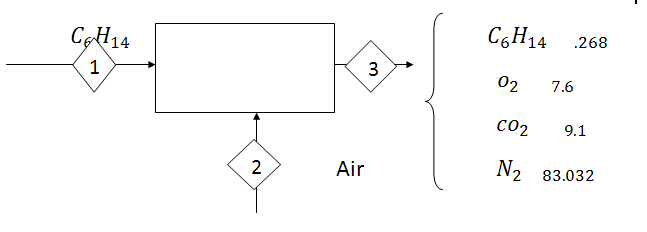 C₆H₁₄
1
3
2
Air
C₆H₁₄ .268
O₂ 7.6
CO₂ 9.1
N₂ 83.032